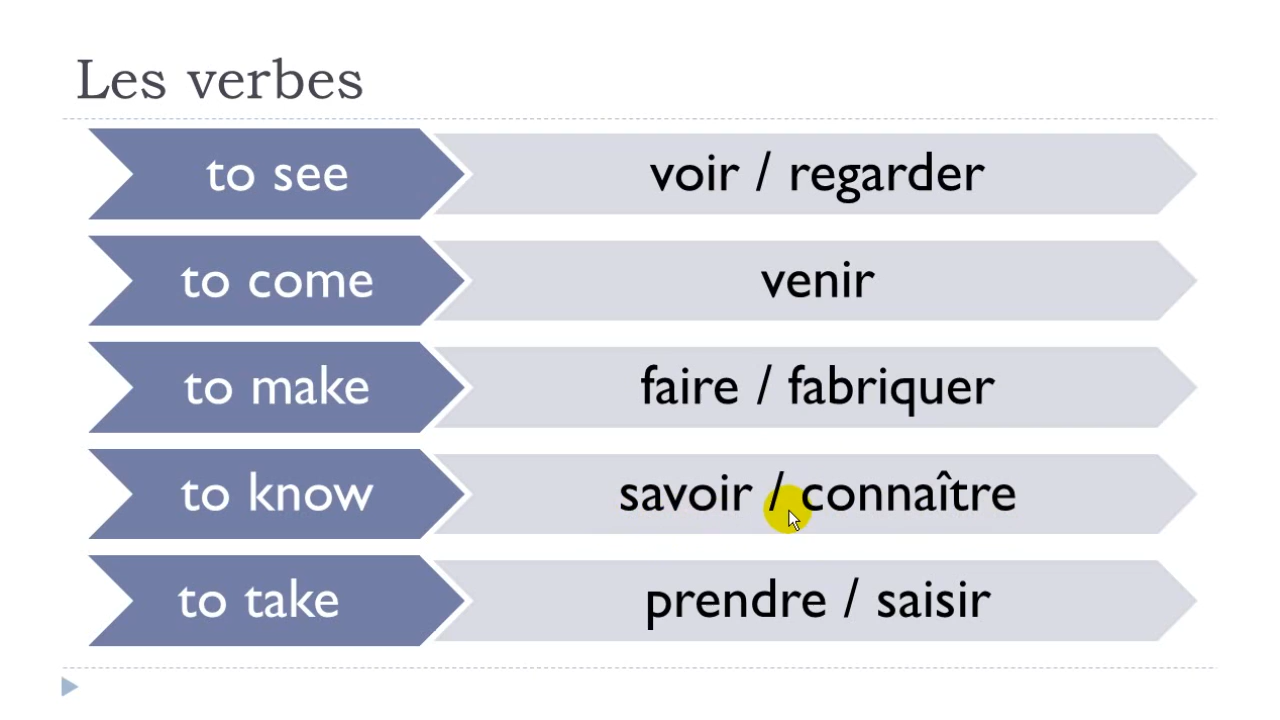 Les verbes
to see voir / regarder
to come venir
to make faire / fabriquer
to know savoir / connaître
to take prendre / saisir